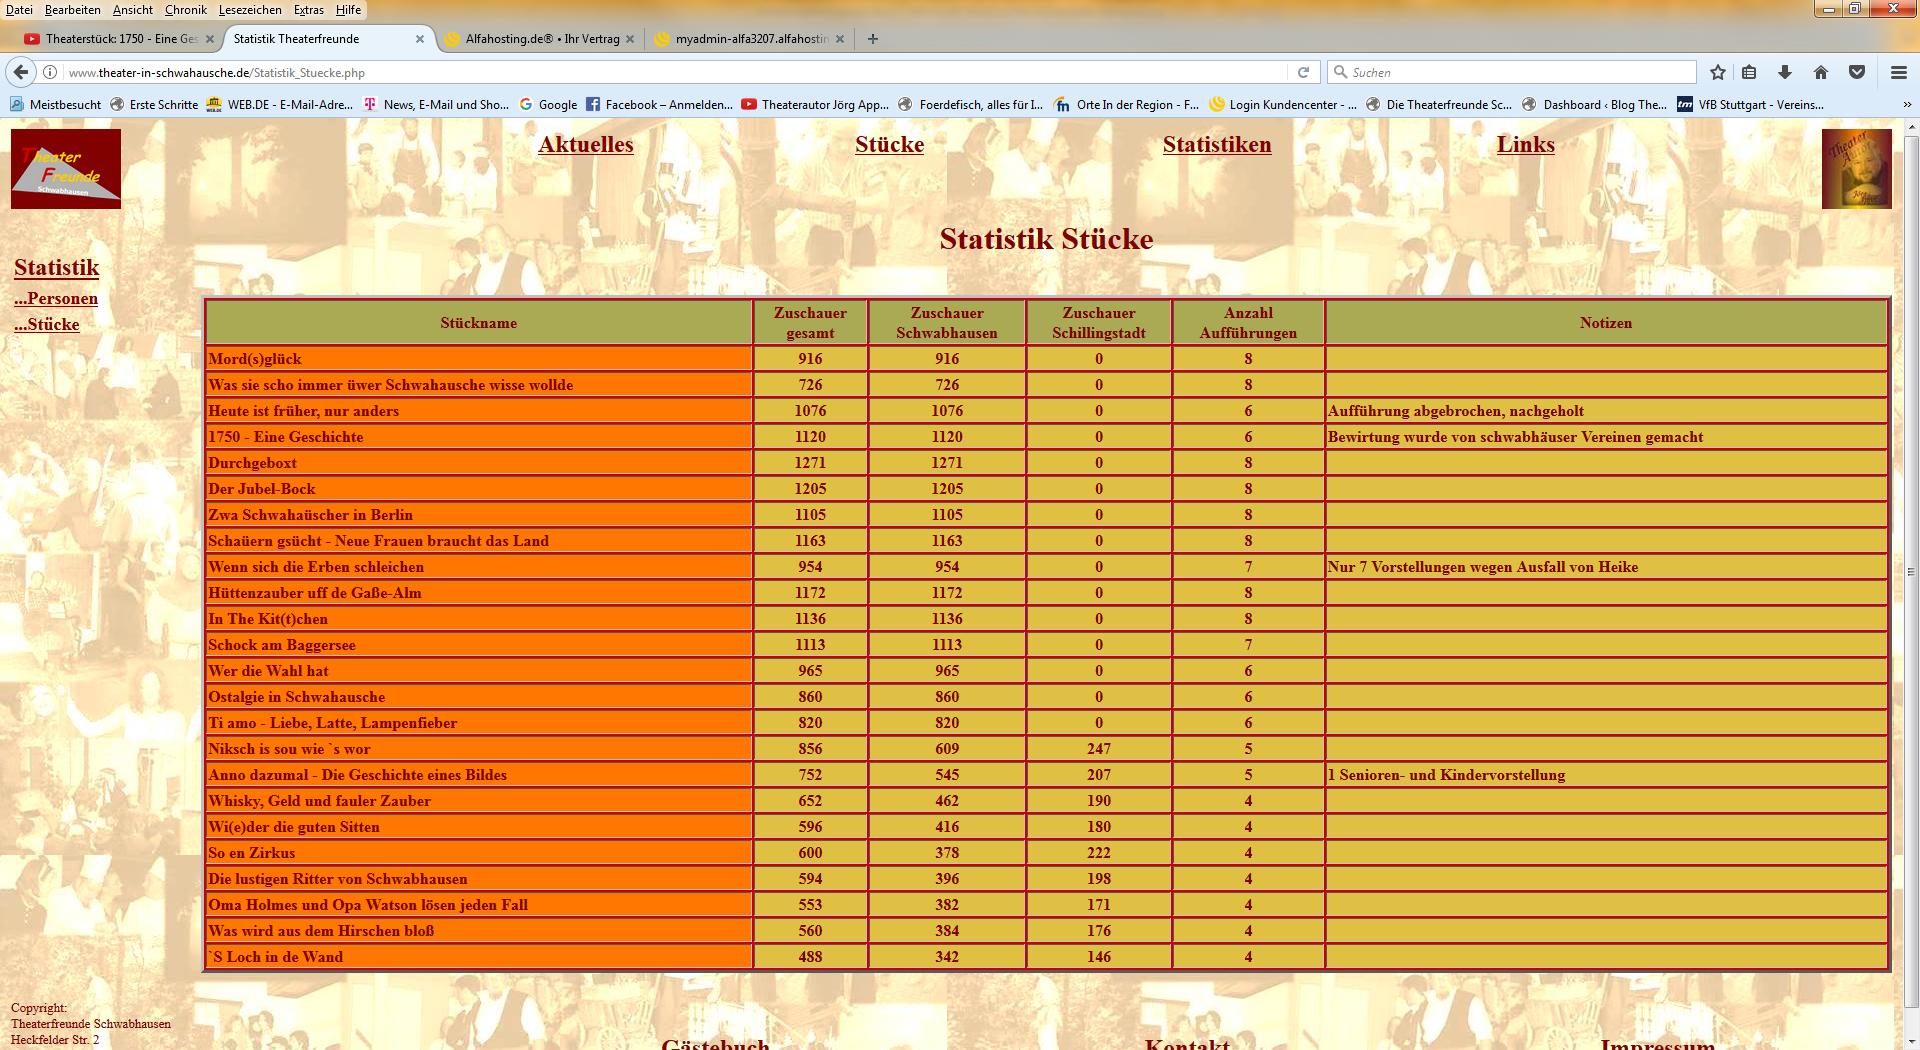 Datei Bearbeiten Ansicht Chronik Lesezeichen Extras Hilfe
Theaterstück: 1750 - Eine Ges Statistik Theaterfreunde Alfahosting.de® • Ihr Vertrag myadmin-alfa3207.alfahostin
www.theater-in-schwahausche.de/Statistik_Stuecke.php Suchen
Meistbesucht Erste Schritte WEB.DE - E-Mail-Adre... News, E-Mail und Sho... Google Facebook – Anmelden... Theaterautor Jörg App... Foerdefisch, alles für I... Orte In der Region - F... Login Kundencenter - ... Die Theaterfreunde Sc... Dashboard ‹ Blog The... VfB Stuttgart - Vereins...
Theater
Freunde
Schwabhausen
Aktuelles Stücke Statistiken Links
Theater
Autor
Statistik Stücke
Statistik
...Personen
...Stücke
Stückname Zuschauer gesamt Zuschauer Schwabhausen Zuschauer Schillingstadt Anzahl Aufführungen Notizen
Mord(s)glück 916 916 0 8
Was sie scho immer üwer Schwahausche wisse wollde 726 726 0 8
Heute ist früher, nur anders 1076 1076 0 6 Aufführung abgebrochen, nachgeholt
1750 - Eine Geschichte 1120 1120 0 6 Bewirtung wurde von schwabhäuser Vereinen gemacht
Durchgeboxt 1271 1271 0 8
Der Jubel-Bock 1205 1205 0 8
Zwa Schwahaüscher in Berlin 1105 1105 0 8
Schaüern gsücht - Neue Frauen braucht das Land 1163 1163 0 8
Wenn sich die Erben schleichen 954 954 0 7 Nur 7 Vorstellungen wegen Ausfall von Heike
Hüttenzauber uff de Gaße-Alm 1172 1172 0 8
In The Kit(t)chen 1136 1136 0 8
Schock am Baggersee 1113 1113 0 7
Wer die Wahl hat 965 965 0 6
Ostalgie in Schwahausche 860 860 0 6
Ti amo - Liebe, Latte, Lampenfieber 820 820 0 6
Niksch is sou wie `s wor 856 609 247 5
Anno dazumal - Die Geschichte eines Bildes 752 545 207 5 1 Senioren- und Kindervorstellung
Whisky, Geld und fauler Zauber 652 462 190 4
Wi(e)der die guten Sitten 596 416 180 4
So en Zirkus 600 378 222 4
Die lustigen Ritter von Schwabhausen 594 396 198 4
Oma Holmes und Opa Watson lösen jeden Fall 553 382 171 4
Was wird aus dem Hirschen bloß 560 384 176 4
`S Loch in de Wand 488 342 146 4
Copyright:
Theaterfreunde Schwabhausen
Heckfelder Str. 2
Gästebuch Kontakt Impressum